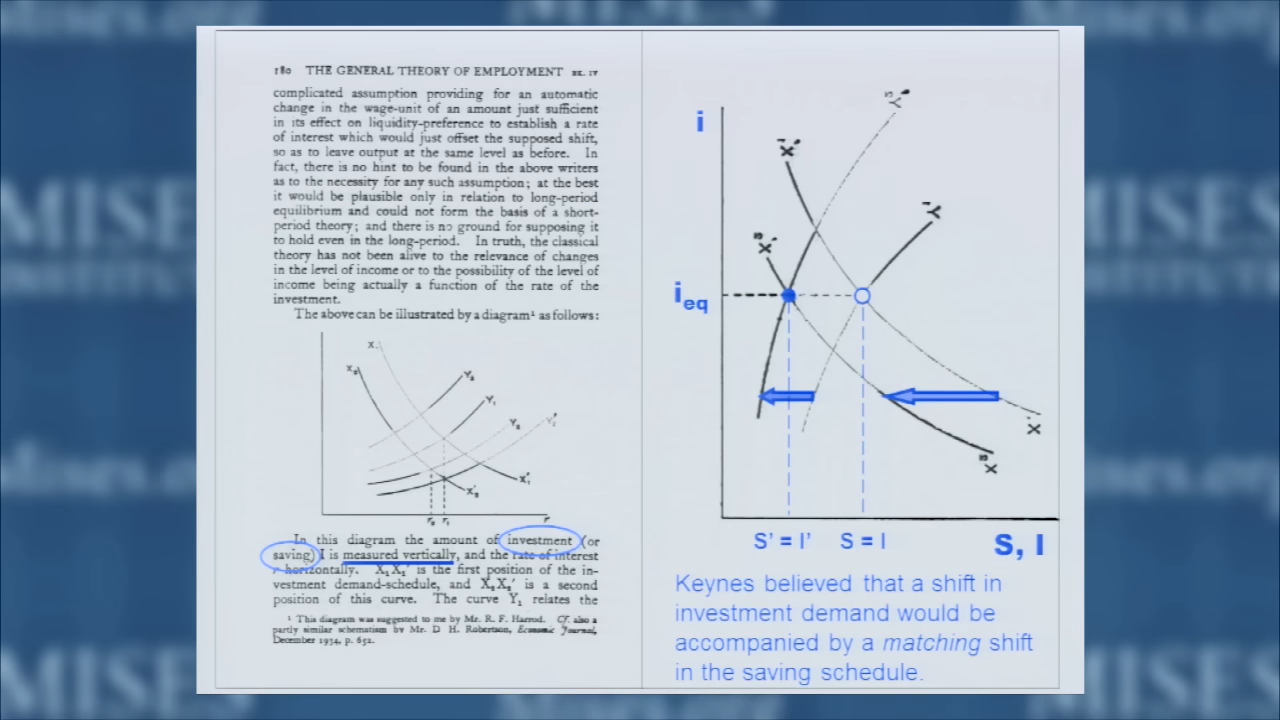 180 THE GENERAL THEORY OF EMPLOYMENT BK. IV
complicated assumption providing for an automatic
change in the wage-unit of an amount just sufficient
in its effect on liquidity-preference to establish a rate
of interest which would just offset the supposed shift,
so as to leave output at the same level as before. In
fact, there is no hint to be found in the above writers
as to the necessity for any such assumption; at the best
it would be plausible only in relation to long-period
equilibrium and could not form the basis of a short-
period theory; and there is no ground for supposing it
to hold even in the long-period. In truth, the classical
theory has not been alive to the relevance of changes
in the level of income or to the possibility of the level of
income being actually a function of the rate of the
investment.
The above can be illustrated by a diagram¹ as follows:
X₂
Y₂
Y₁
X₁'
X₂'
r₂ r₁ r
In this diagram the amount of investment (or
saving) I is measured vertically, and the rate of interest
r horizontally. X₁X₁' is the first position of the in-
vestment demand-schedule, and X₂X₂' is a second
position of this curve. The curve Y₁ relates the
¹ This diagram was suggested to me by Mr. R. F. Harrod. Cf. also a
partly similar schematism by Mr. D. H. Robertson, Economic Journal,
December 1934, p. 652.
i
i eq
S' = I' S = I
S, I
Keynes believed that a shift in
investment demand would be
accompanied by a matching shift
in the saving schedule.
MISES
INSTITUTE
Mises.org